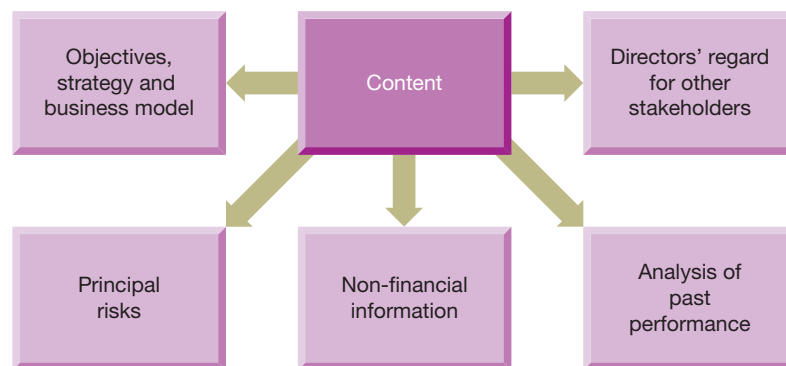 Objectives,
strategy and
business model
Content
Directors’ regard
for other
stakeholders
Principal
risks
Non-financial
information
Analysis of
past
performance